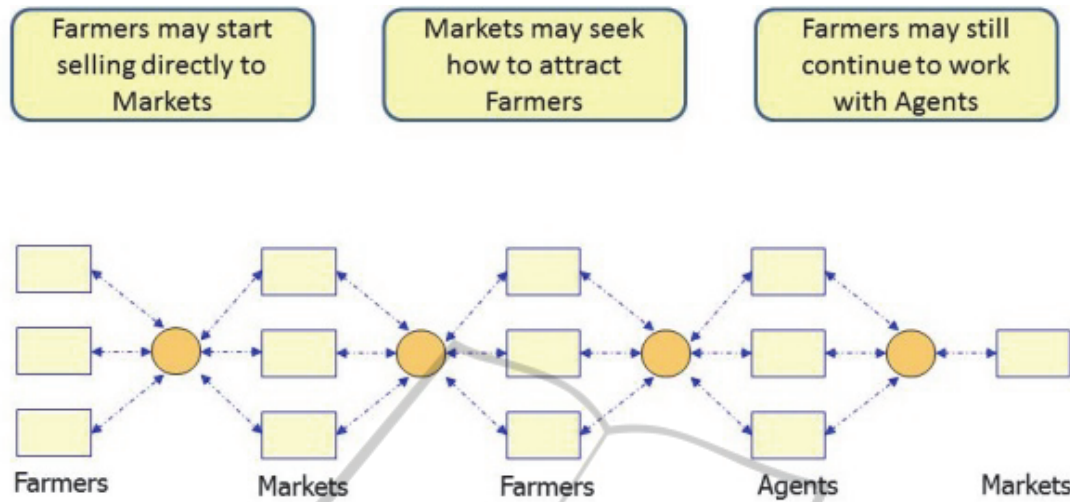 Farmers may start
selling directly to
Markets
Markets may seek
how to attract
Farmers
Farmers may still
continue to work
with Agents
Farmers
Markets
Farmers
Agents
Markets